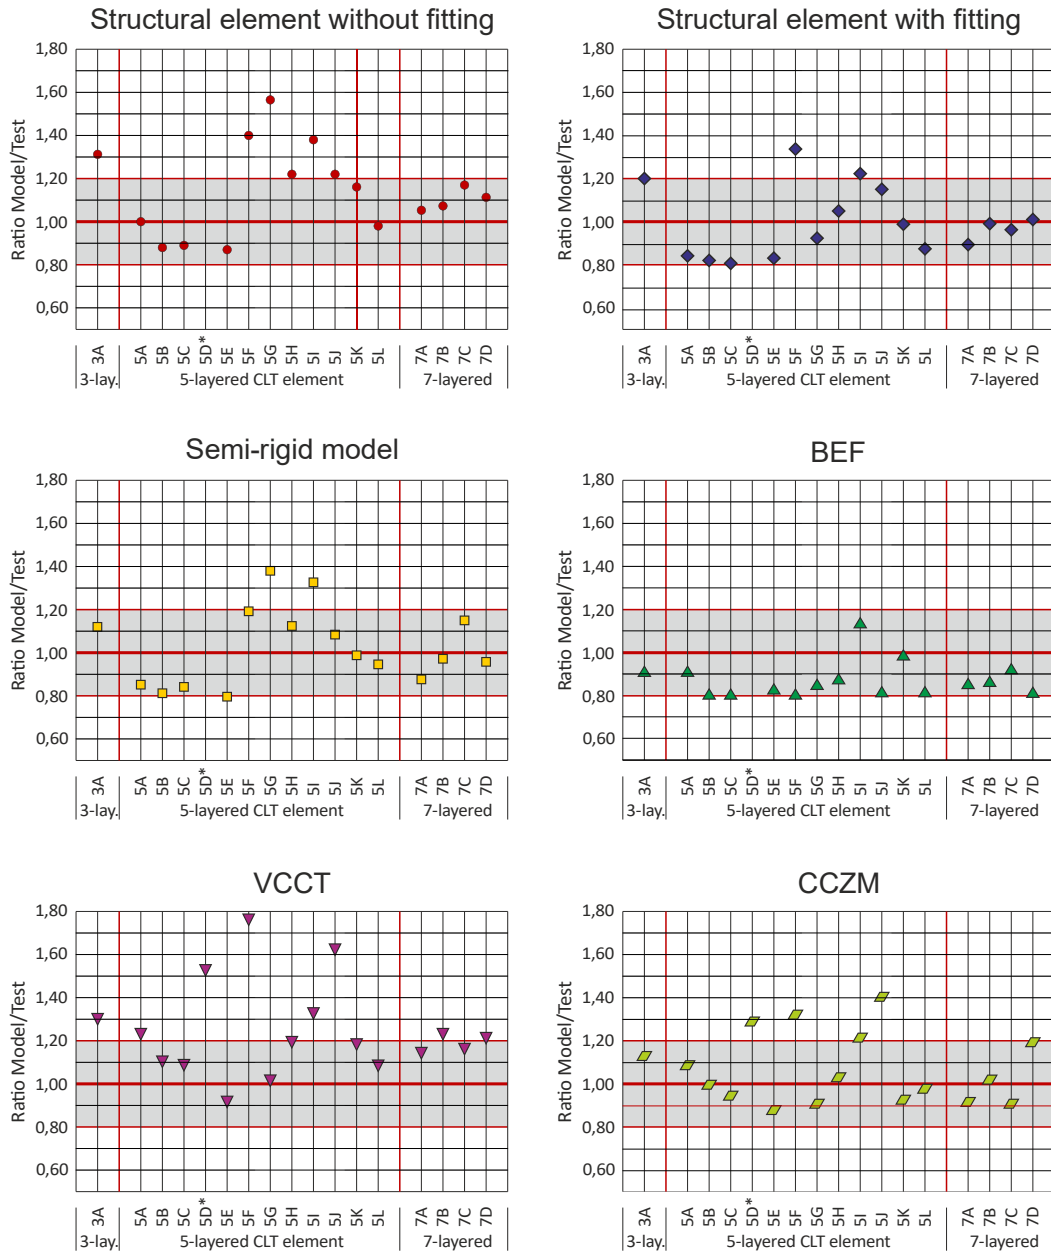 Structural element without fitting
Ratio Model/Test
1,80
1,60
1,40
1,20
1,00
0,80
0,60
3A 5A 5B 5C 5D* 5E 5F 5G 5H 5I 5J 5K 5L 7A 7B 7C 7D
3-lay. 5-layered CLT element 7-layered
Structural element with fitting
Ratio Model/Test
1,80
1,60
1,40
1,20
1,00
0,80
0,60
3A 5A 5B 5C 5D* 5E 5F 5G 5H 5I 5J 5K 5L 7A 7B 7C 7D
3-lay. 5-layered CLT element 7-layered
Semi-rigid model
Ratio Model/Test
1,80
1,60
1,40
1,20
1,00
0,80
0,60
3A 5A 5B 5C 5D* 5E 5F 5G 5H 5I 5J 5K 5L 7A 7B 7C 7D
3-lay. 5-layered CLT element 7-layered
BEF
Ratio Model/Test
1,80
1,60
1,40
1,20
1,00
0,80
0,60
3A 5A 5B 5C 5D* 5E 5F 5G 5H 5I 5J 5K 5L 7A 7B 7C 7D
3-lay. 5-layered CLT element 7-layered
VCCT
Ratio Model/Test
1,80
1,60
1,40
1,20
1,00
0,80
0,60
3A 5A 5B 5C 5D* 5E 5F 5G 5H 5I 5J 5K 5L 7A 7B 7C 7D
3-lay. 5-layered CLT element 7-layered
CCZM
Ratio Model/Test
1,80
1,60
1,40
1,20
1,00
0,80
0,60
3A 5A 5B 5C 5D* 5E 5F 5G 5H 5I 5J 5K 5L 7A 7B 7C 7D
3-lay. 5-layered CLT element 7-layered